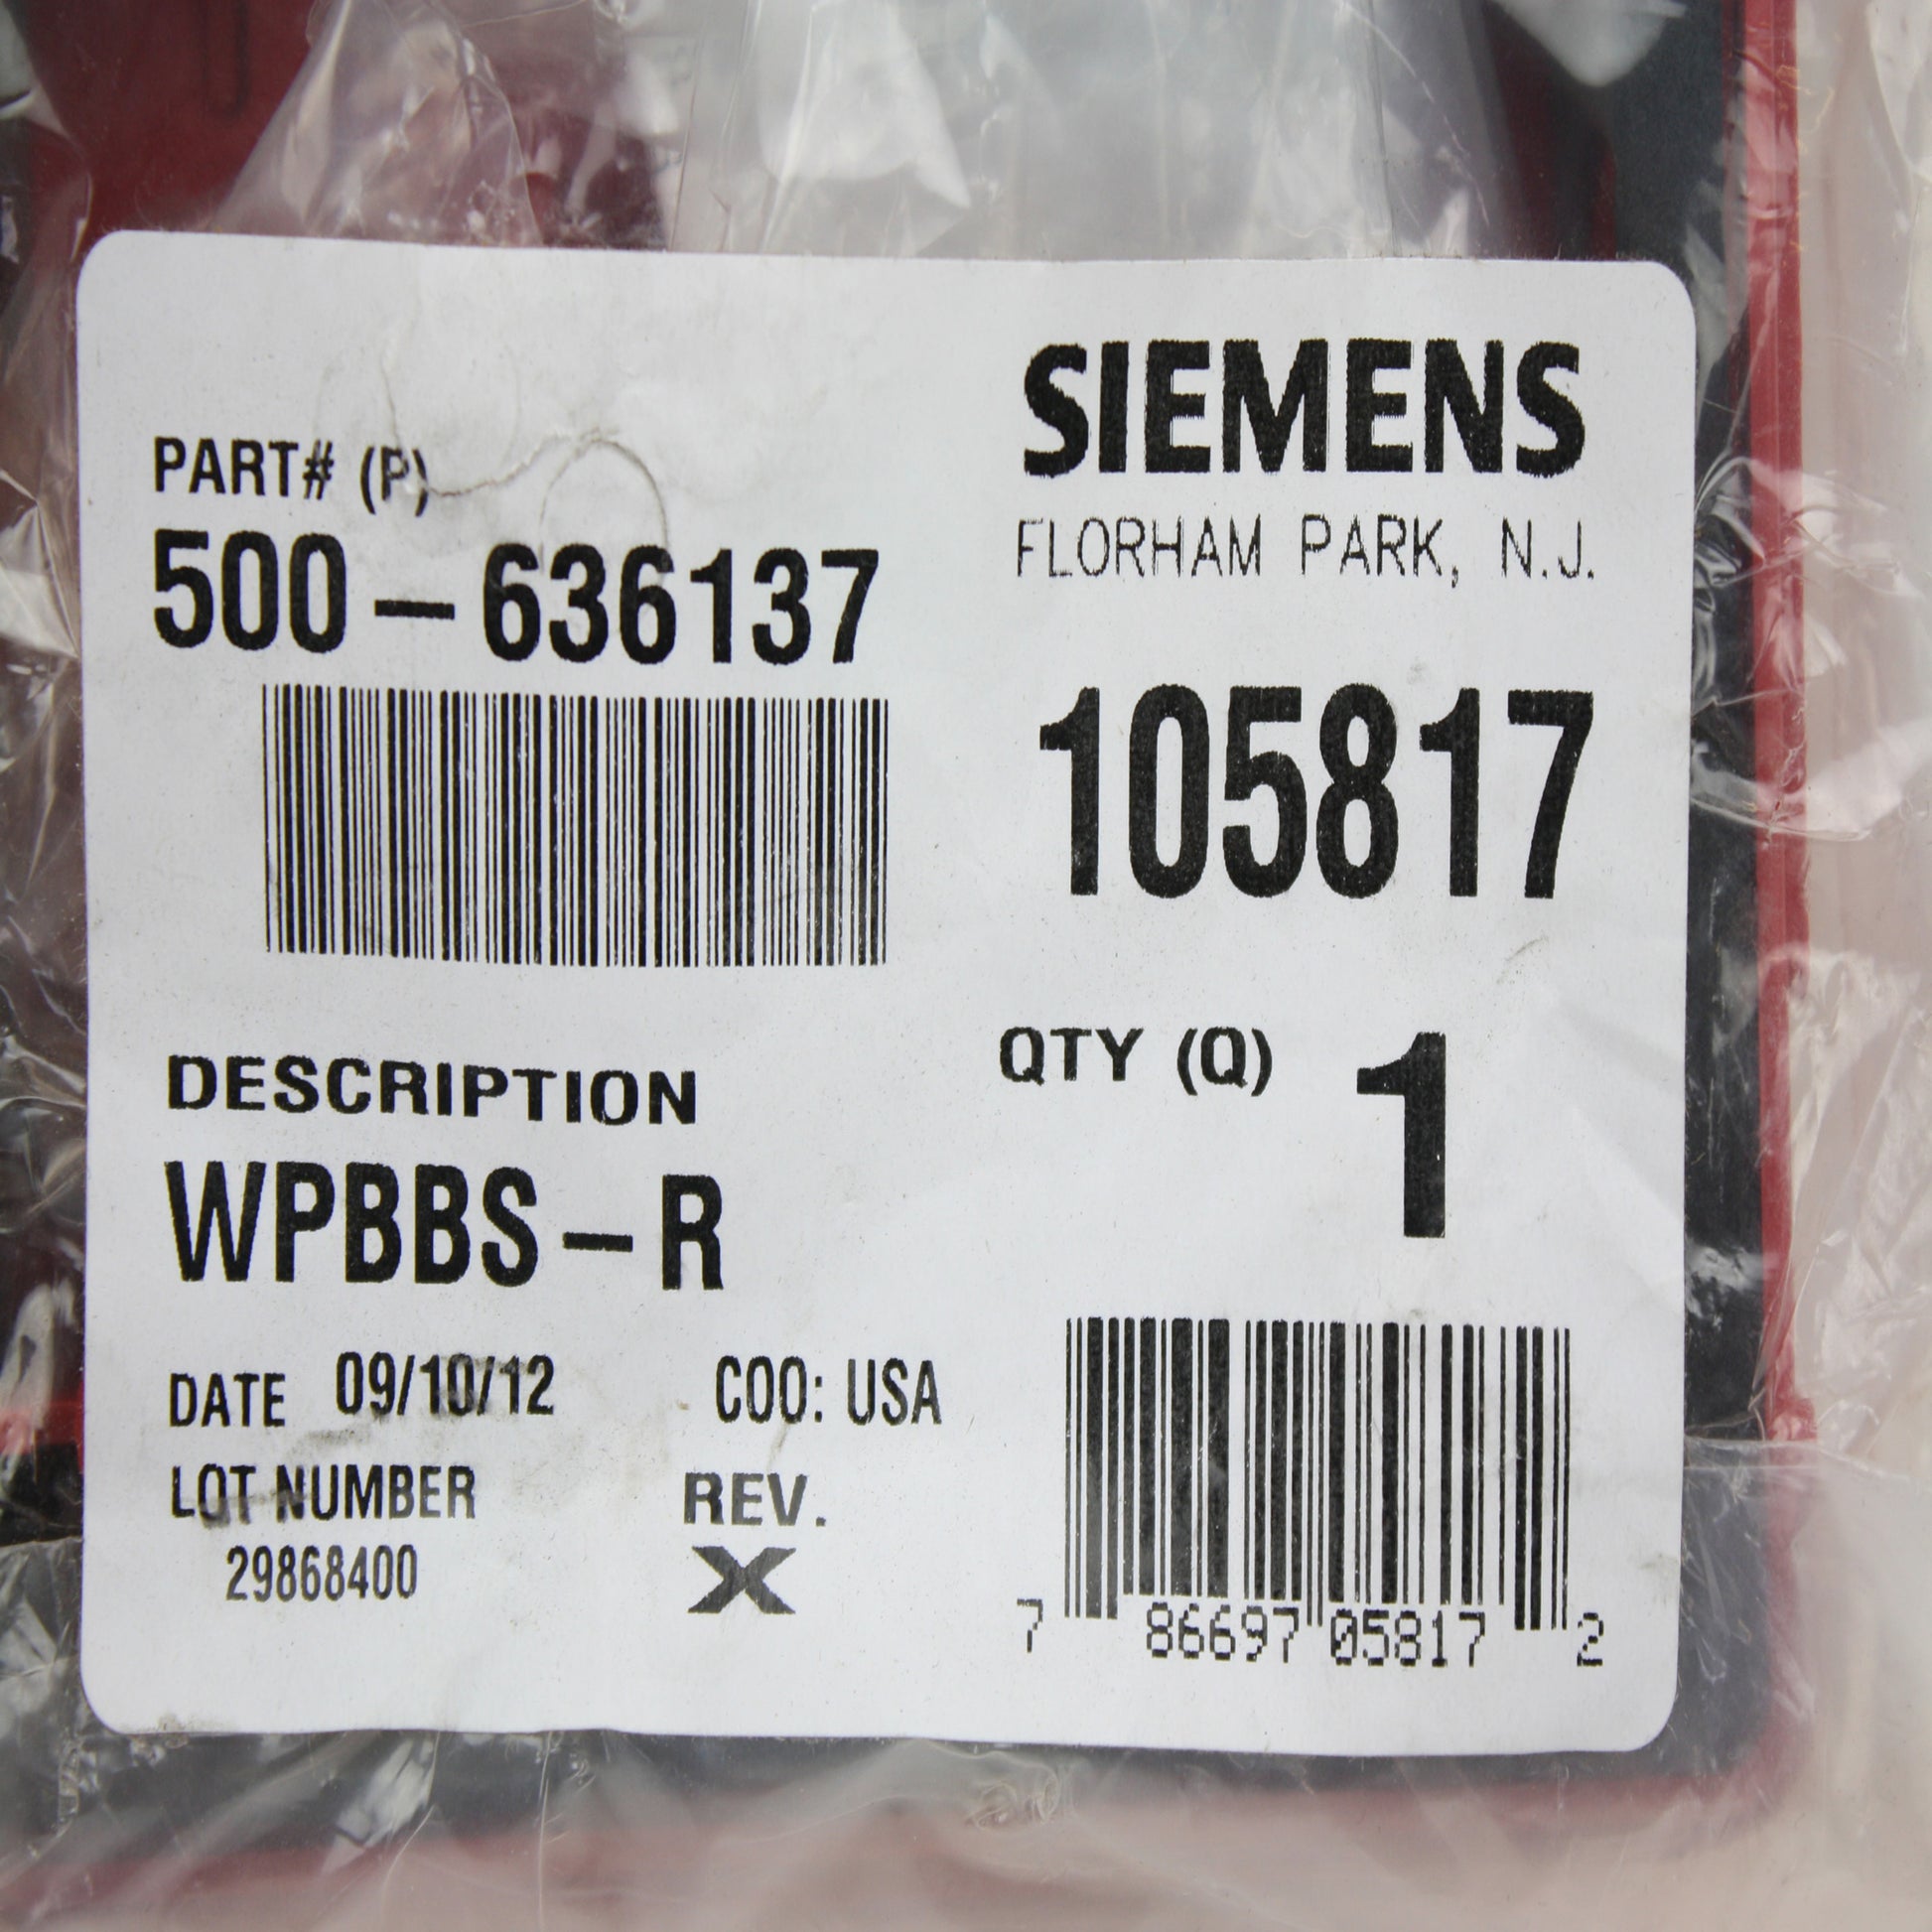 SIEMENS
FLORHAM PARK, N.J.
PART# (P)
500-636137
105817
DESCRIPTION
WPBBS-R
QTY (Q) 1
DATE 09/10/12 COO: USA
LOT NUMBER REV.
29868400 X
7 86697 05817 2